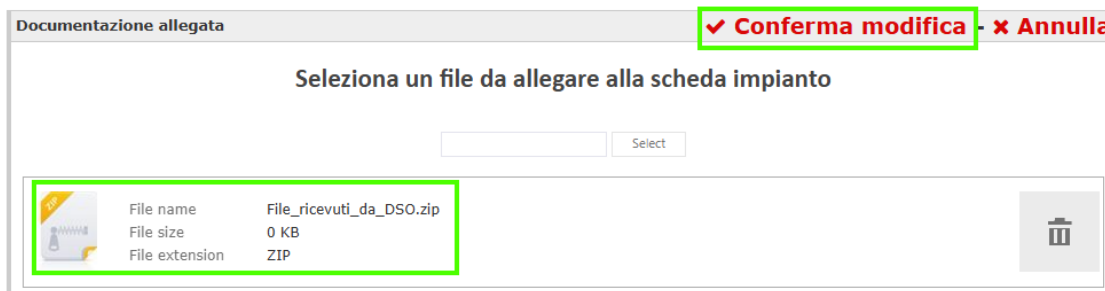 Documentazione allegata
✔ Conferma modifica - ✖ Annulla
Seleziona un file da allegare alla scheda impianto
Select
ZIP
File name File_ricevuti_da_DSO.zip
File size 0 KB
File extension ZIP